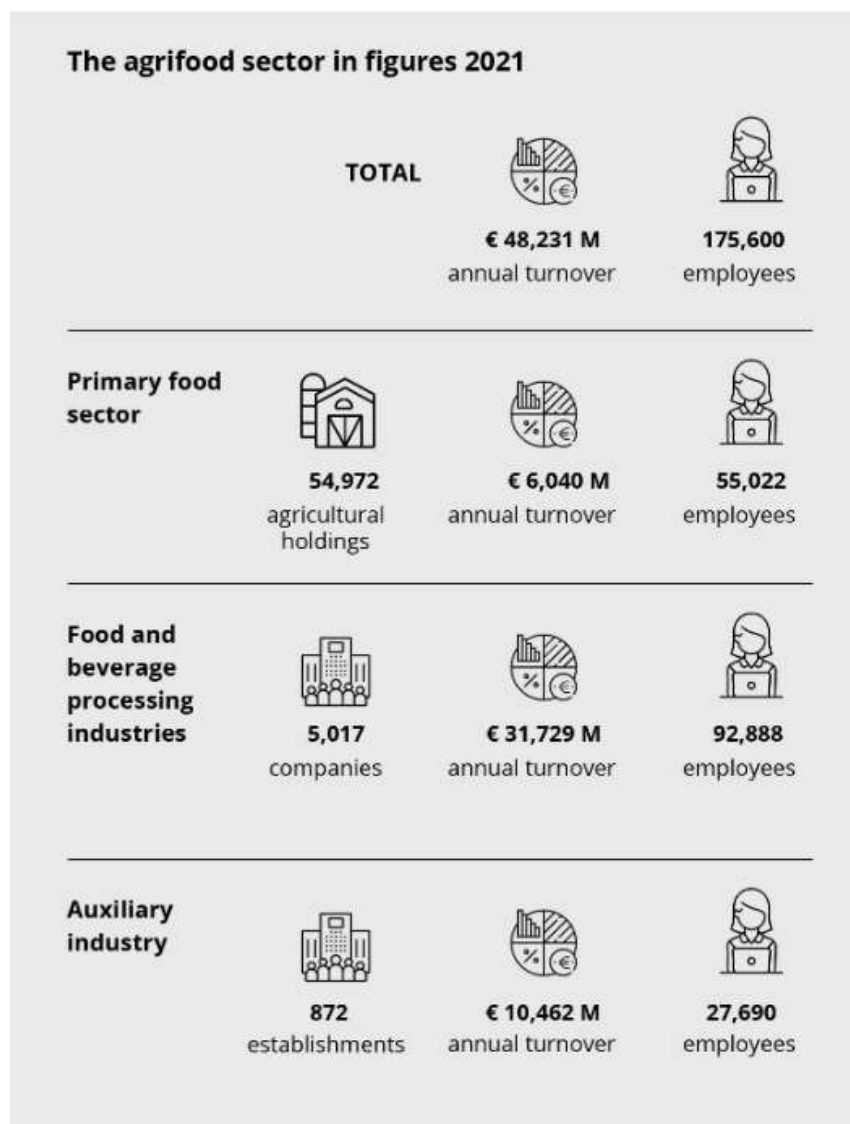 The agrifood sector in figures 2021
TOTAL
€ 48,231 M
annual turnover
175,600
employees
Primary food
sector
54,972
agricultural
holdings
€ 6,040 M
annual turnover
55,022
employees
Food and
beverage
processing
industries
5,017
companies
€ 31,729 M
annual turnover
92,888
employees
Auxiliary
industry
872
establishments
€ 10,462 M
annual turnover
27,690
employees